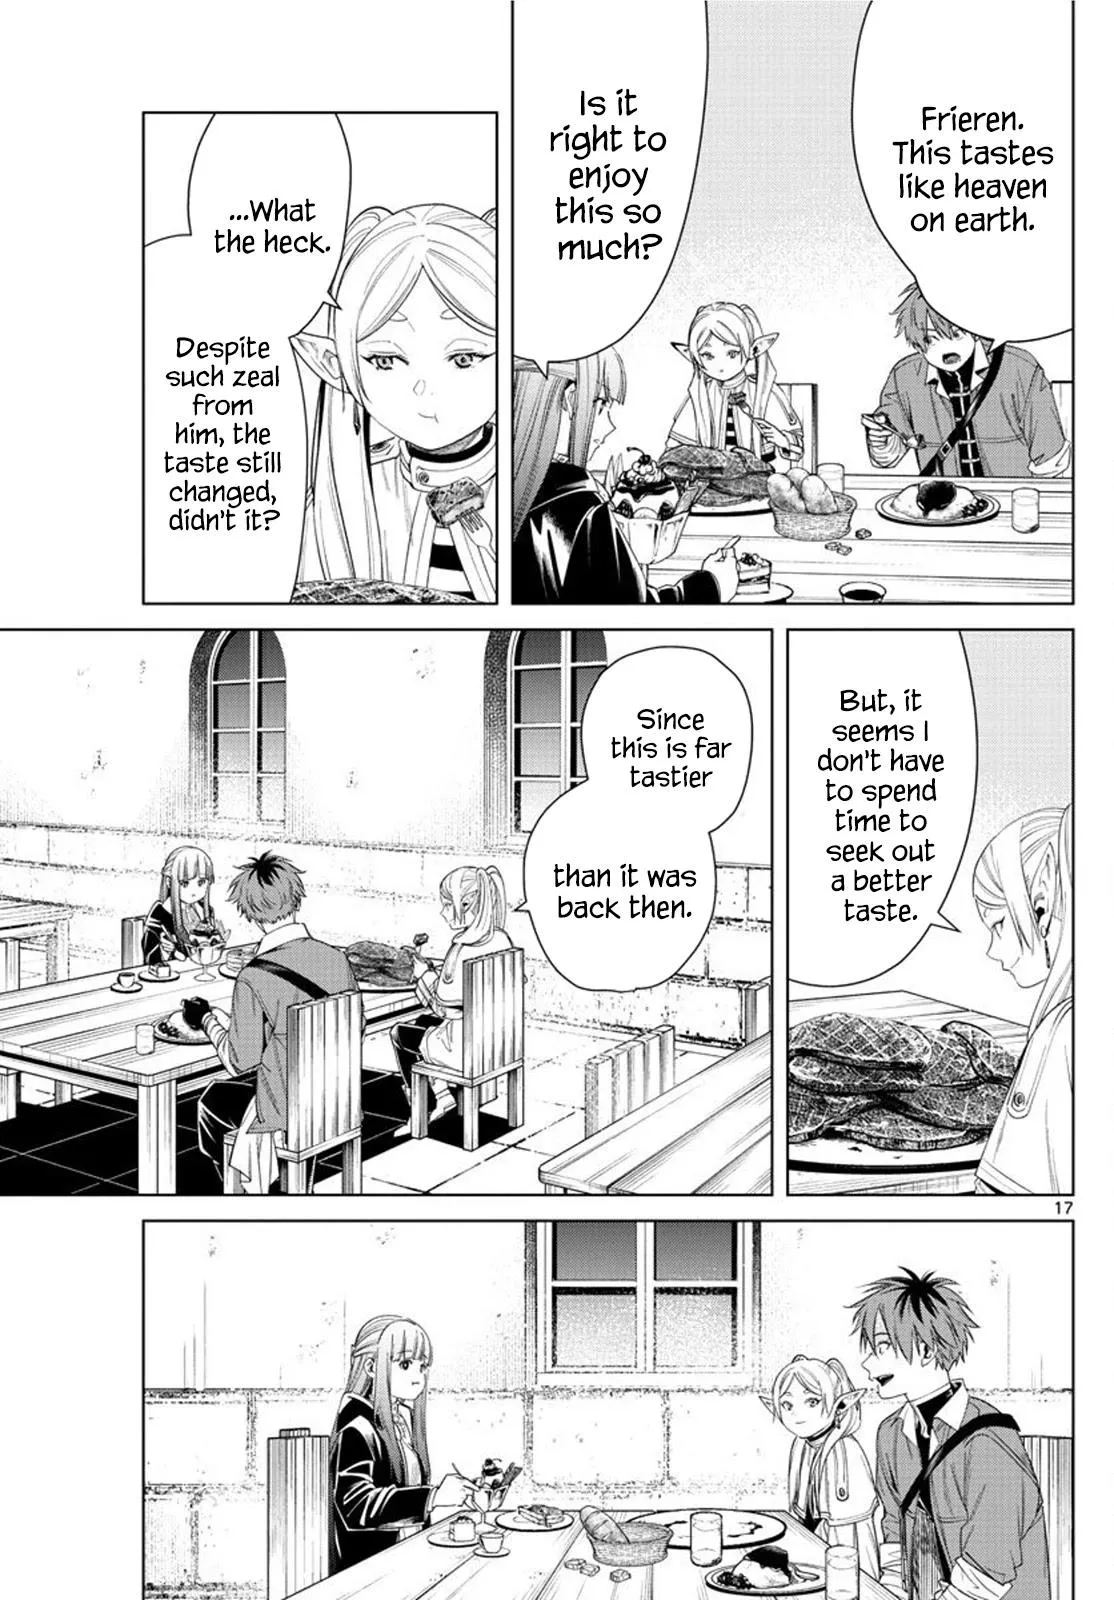 Frieren.
This tastes
like heaven
on earth.
Is it
right to
enjoy
this so
much?
...What
the heck.
Despite
such zeal
from
him, the
taste still
changed,
didn't it?
But, it
seems I
don't have
to spend
time to
seek out
a better
taste.
Since
this is far
tastier
than it was
back then.
17